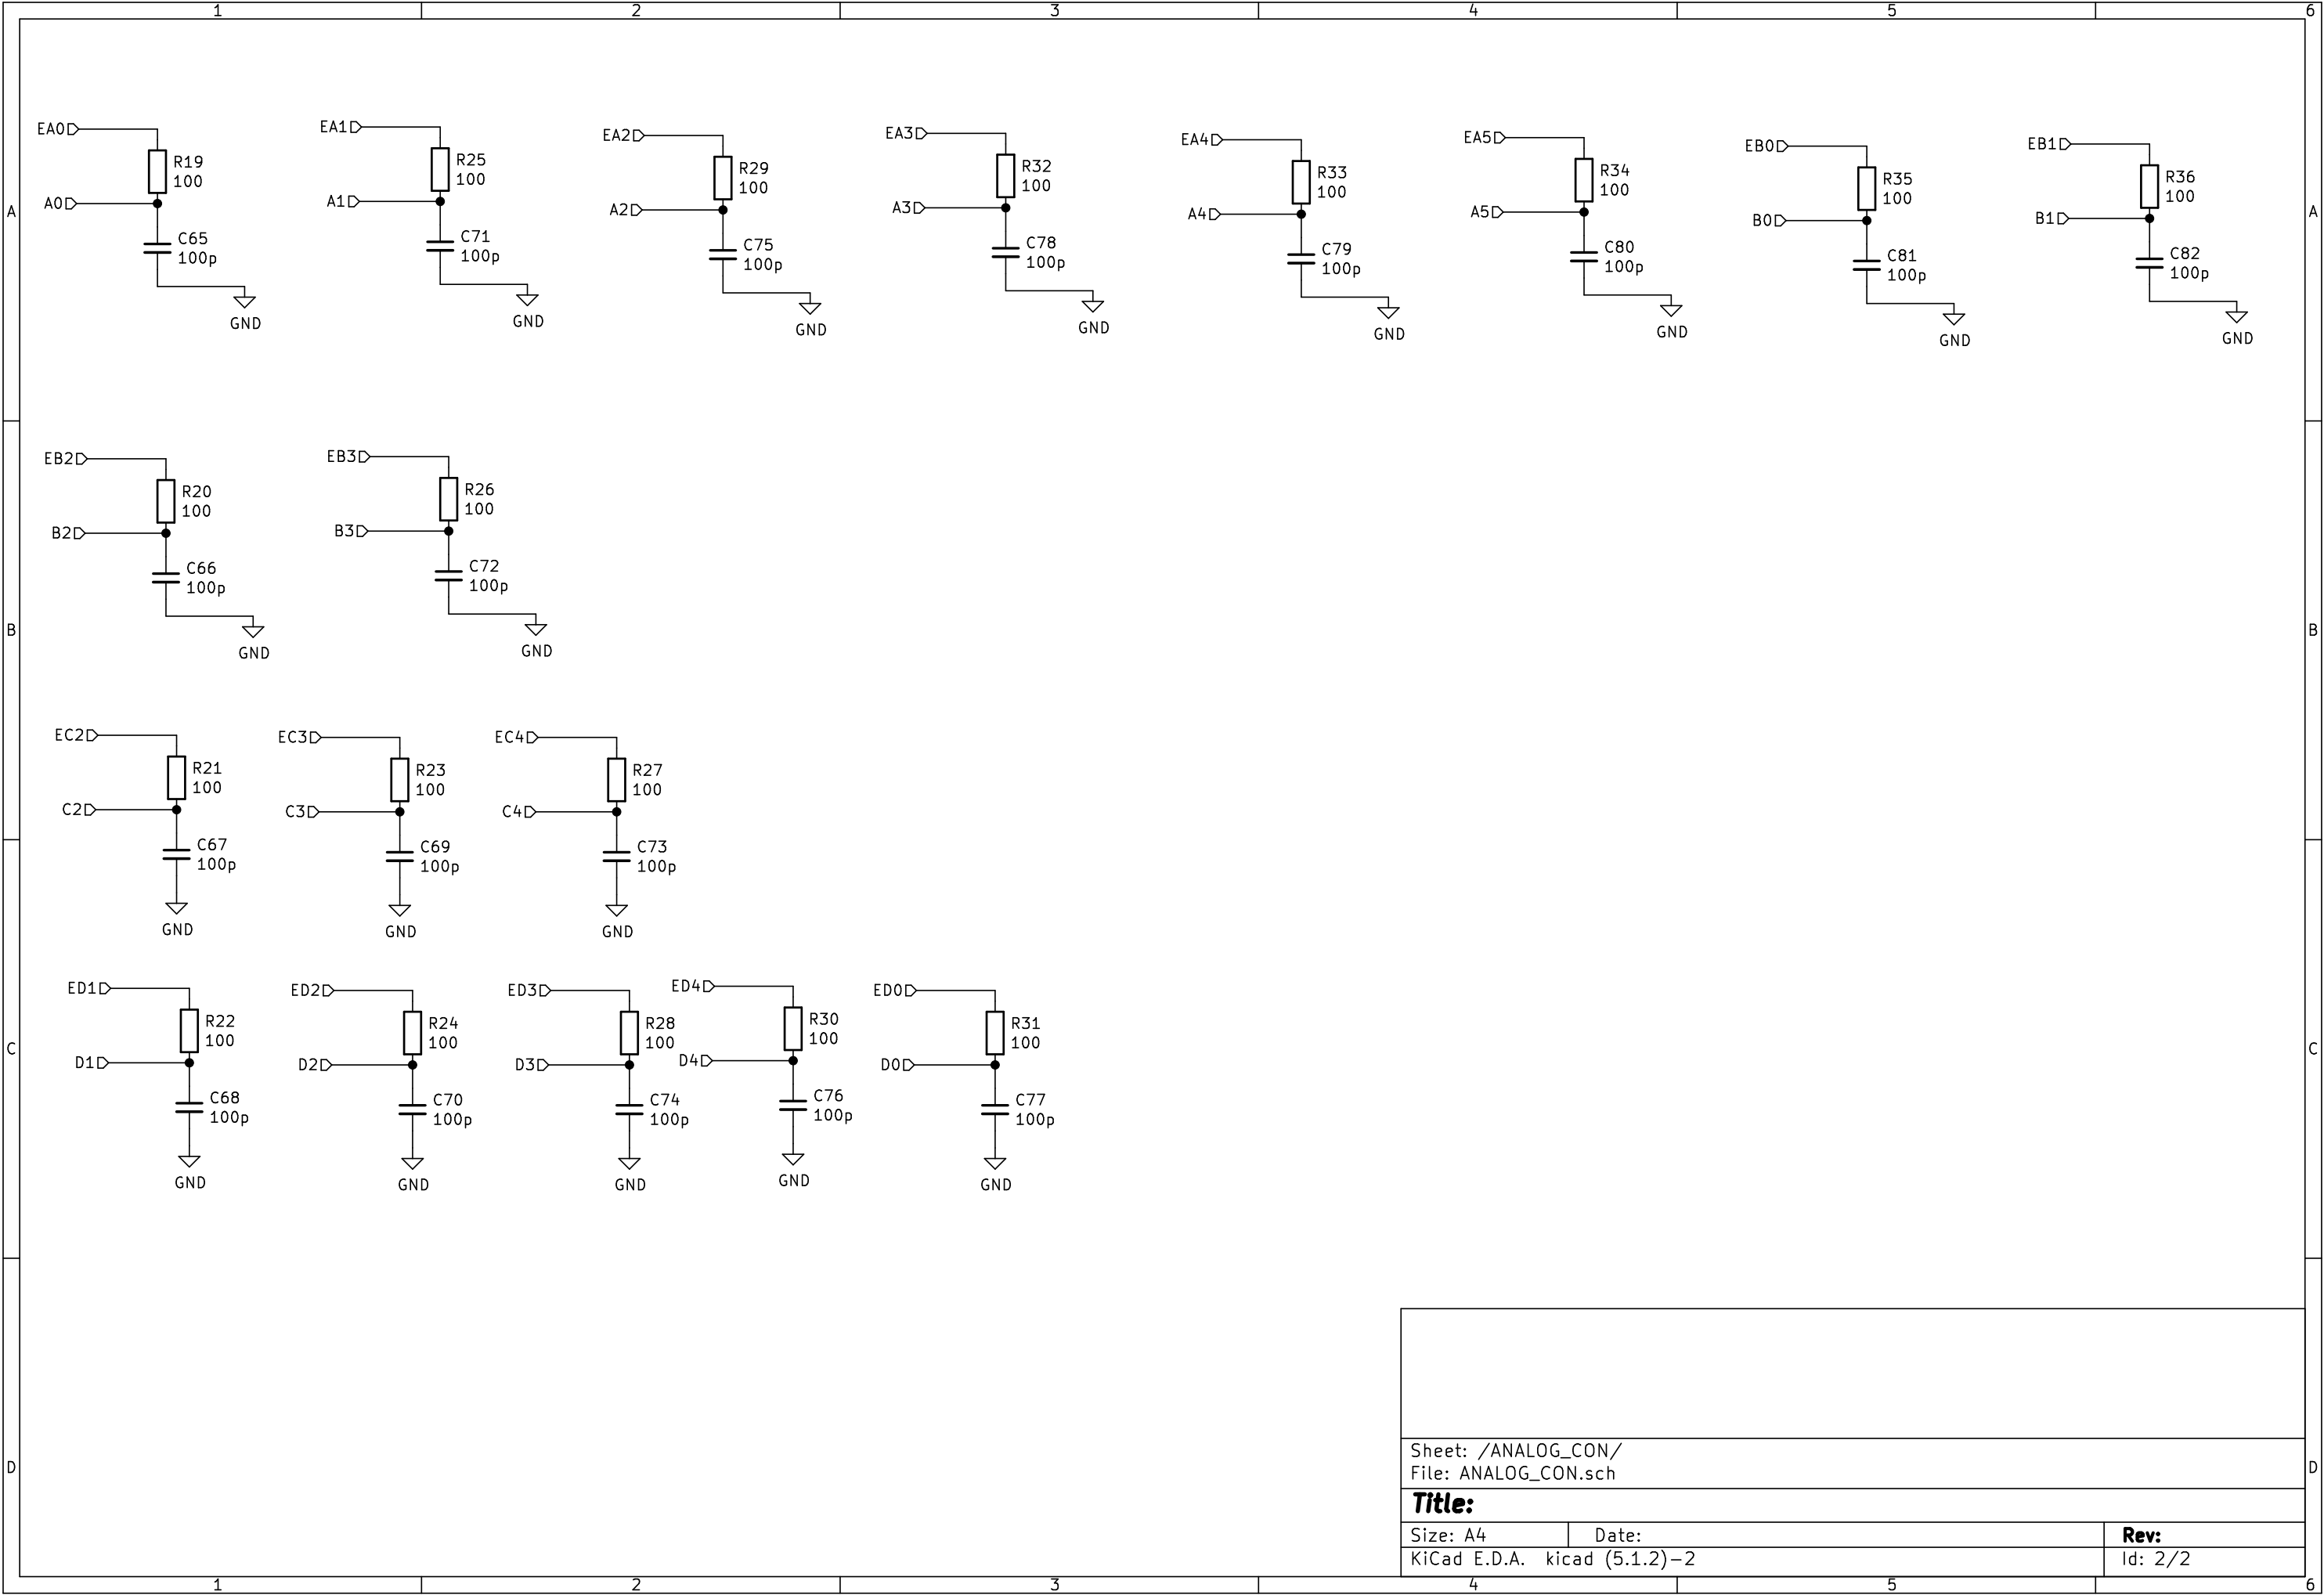 1 2 3 4 5 6
A A
EA0
R19
100
A0
C65
100p
GND
EA1
R25
100
A1
C71
100p
GND
EA2
R29
100
A2
C75
100p
GND
EA3
R32
100
A3
C78
100p
GND
EA4
R33
100
A4
C79
100p
GND
EA5
R34
100
A5
C80
100p
GND
EB0
R35
100
B0
C81
100p
GND
EB1
R36
100
B1
C82
100p
GND
B B
EB2
R20
100
B2
C66
100p
GND
EB3
R26
100
B3
C72
100p
GND
EC2
R21
100
C2
C67
100p
GND
EC3
R23
100
C3
C69
100p
GND
EC4
R27
100
C4
C73
100p
GND
C C
ED1
R22
100
D1
C68
100p
GND
ED2
R24
100
D2
C70
100p
GND
ED3
R28
100
D3
C74
100p
GND
ED4
R30
100
D4
C76
100p
GND
ED0
R31
100
D0
C77
100p
GND
D D
Sheet: /ANALOG_CON/
File: ANALOG_CON.sch
Title:
Size: A4 Date: Rev:
KiCad E.D.A. kicad (5.1.2)-2 Id: 2/2
1 2 3 4 5 6